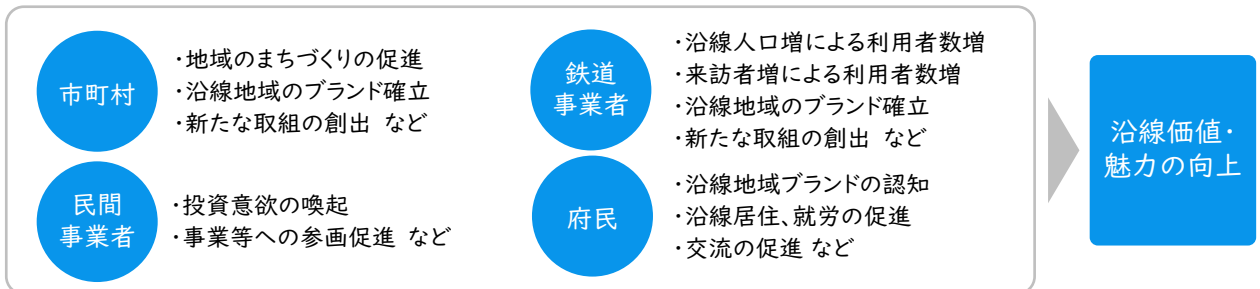 市町村
・地域のまちづくりの促進
・沿線地域のブランド確立
・新たな取組の創出 など
鉄道
事業者
・沿線人口増による利用者数増
・来訪者増による利用者数増
・沿線地域のブランド確立
・新たな取組の創出 など
民間
事業者
・投資意欲の喚起
・事業等への参画促進 など
府民
・沿線地域ブランドの認知
・沿線居住、就労の促進
・交流の促進 など
沿線価値・
魅力の向上